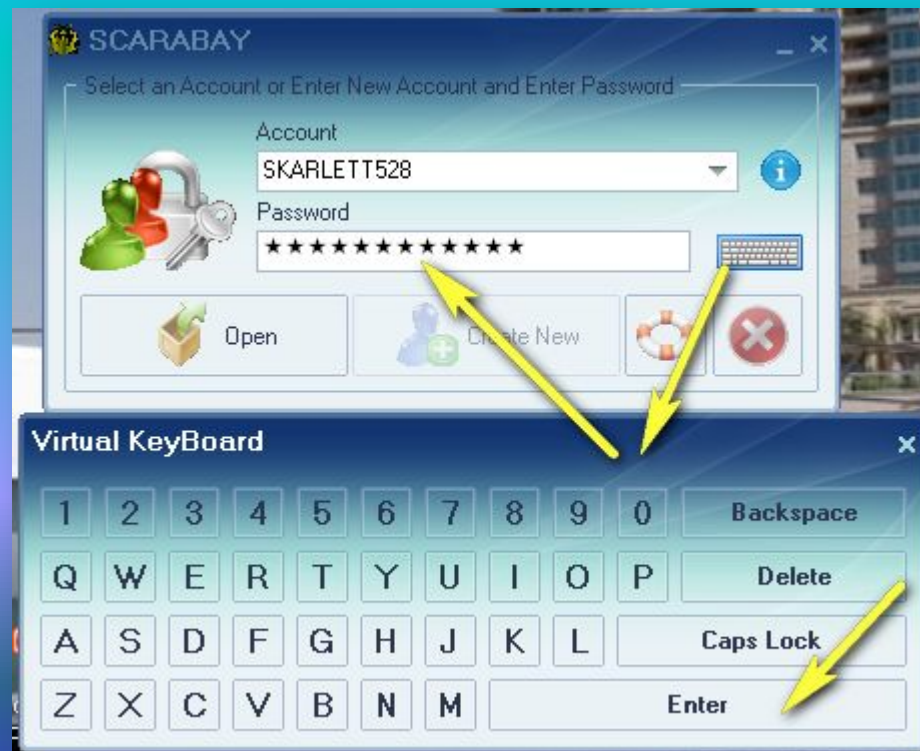 SCARABAY
Select an Account or Enter New Account and Enter Password
Account
SKARLETT528
Password
★★★★★★★★★★★★
Open
Create New
Virtual KeyBoard
1 2 3 4 5 6 7 8 9 0 Backspace
Q W E R T Y U I O P Delete
A S D F G H J K L Caps Lock
Z X C V B N M Enter